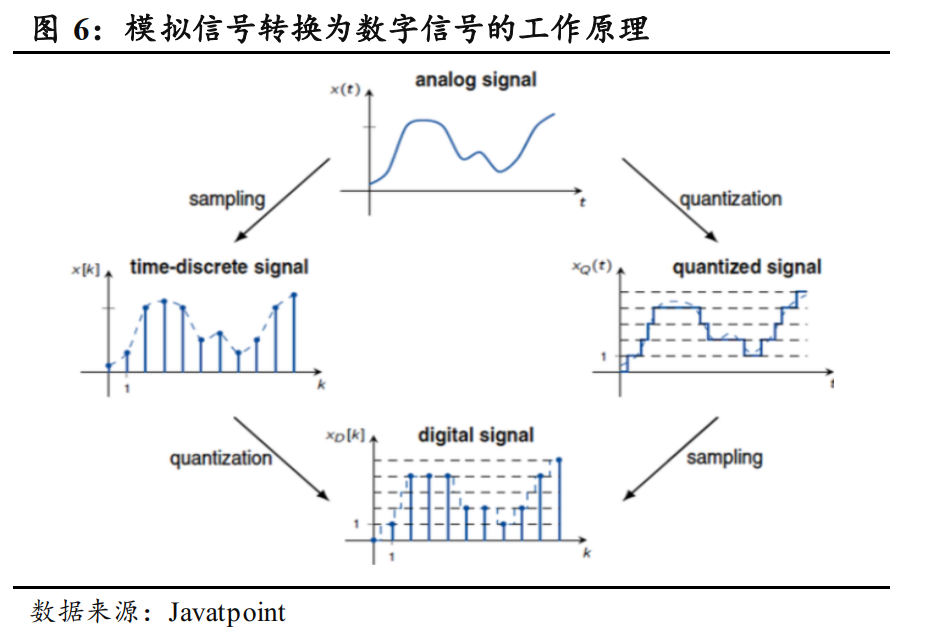 图 6：模拟信号转换为数字信号的工作原理
analog signal
x(t)
t
sampling
quantization
time-discrete signal
x[k]
1
k
quantized signal
xQ(t)
1
t
quantization
sampling
digital signal
xD[k]
1
1
k
数据来源：Javatpoint